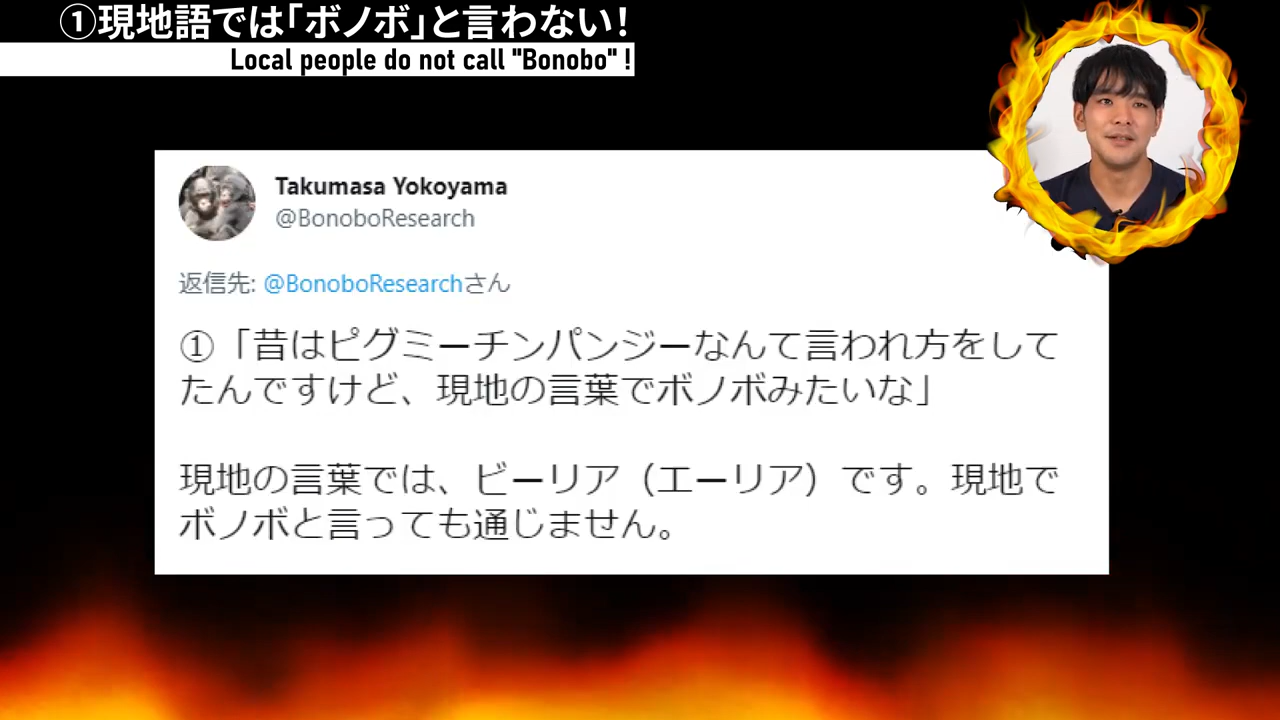 ①現地語では「ボノボ」と言わない!
Local people do not call "Bonobo" !
Takumasa Yokoyama
@BonoboResearch
返信先: @BonoboResearchさん
①「昔はピグミーチンパンジーなんて言われ方をして
たんですけど、現地の言葉でボノボみたいな」
現地の言葉では、ビーリア（エーリア）です。現地で
ボノボと言っても通じません。